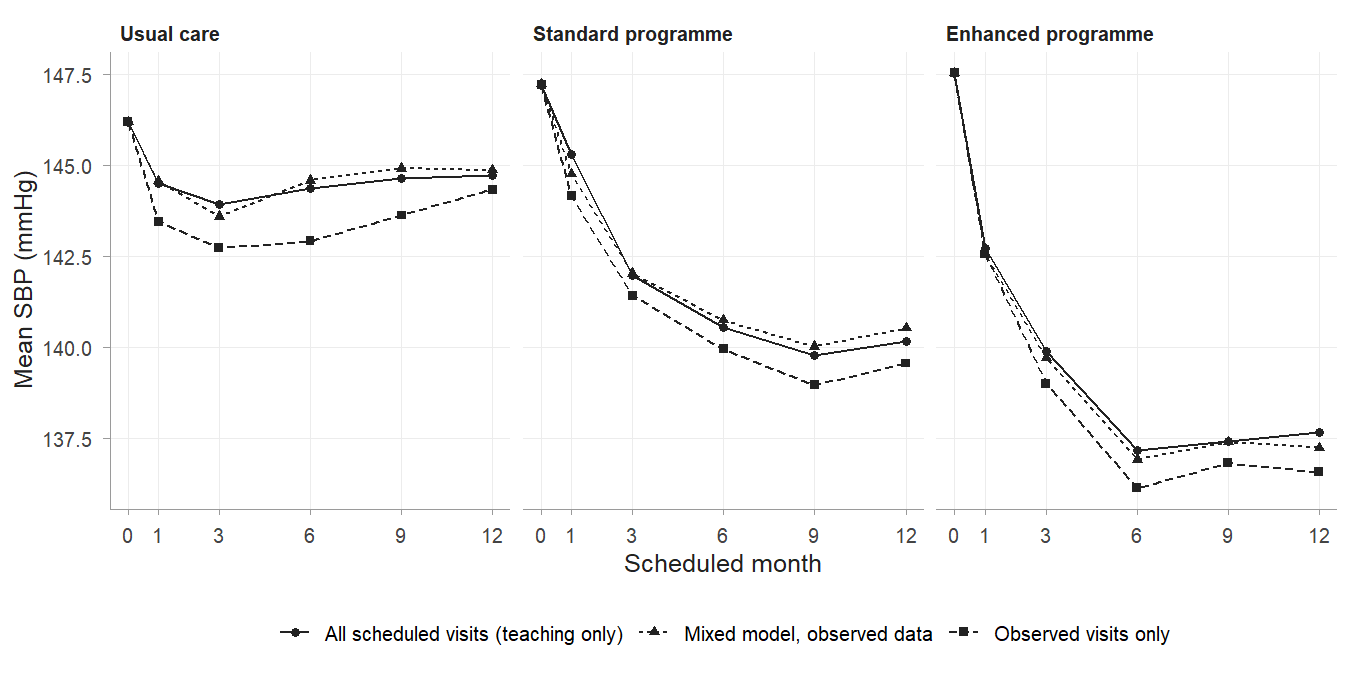 Usual care
Standard programme
Enhanced programme
Mean SBP (mmHg)
147.5
145.0
142.5
140.0
137.5
0 1 3 6 9 12
0 1 3 6 9 12
0 1 3 6 9 12
Scheduled month
All scheduled visits (teaching only)
Mixed model, observed data
Observed visits only